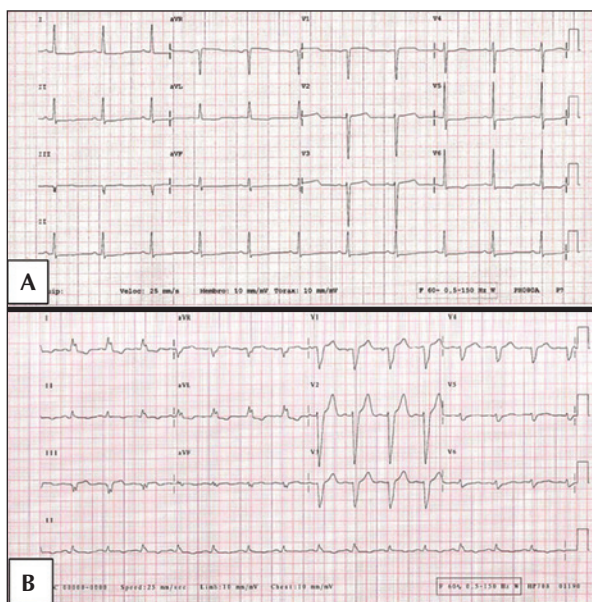 I aVR V1 V4
II aVL V2 V5
III aVF V3 V6
II
A
Veloc: 25 mm/s Membro: 10 mm/mV Torax: 10 mm/mV F 60~ 0,5-150 Hz W PH080A
I aVR V1 V4
II aVL V2 V5
III aVF V3 V6
II
B
Speed: 25 mm/sec Limb: 10 mm/mV Chest: 10 mm/mV F 60~ 0,5-150 Hz W